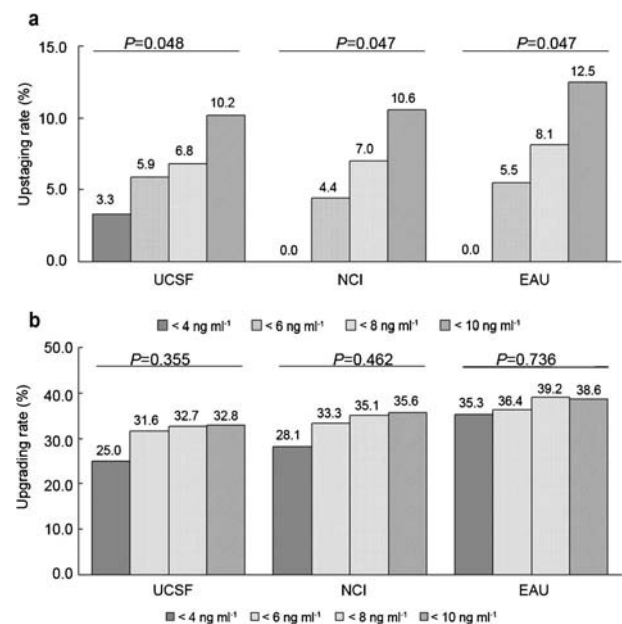 a
15.0
P=0.048
P=0.047
P=0.047
12.5
10.2
10.6
10.0
8.1
6.8
7.0
5.9
5.5
5.0
4.4
3.3
0.0
0.0
0.0
Upstaging rate (%)
UCSF
NCI
EAU
< 4 ng ml⁻¹ < 6 ng ml⁻¹ < 8 ng ml⁻¹ < 10 ng ml⁻¹
b
50.0
P=0.355
P=0.462
P=0.736
40.0
39.2
38.6
35.3
36.4
35.1
35.6
31.6
32.7
32.8
33.3
30.0
28.1
25.0
20.0
10.0
0.0
Upgrading rate (%)
UCSF
NCI
EAU
< 4 ng ml⁻¹ < 6 ng ml⁻¹ < 8 ng ml⁻¹ < 10 ng ml⁻¹